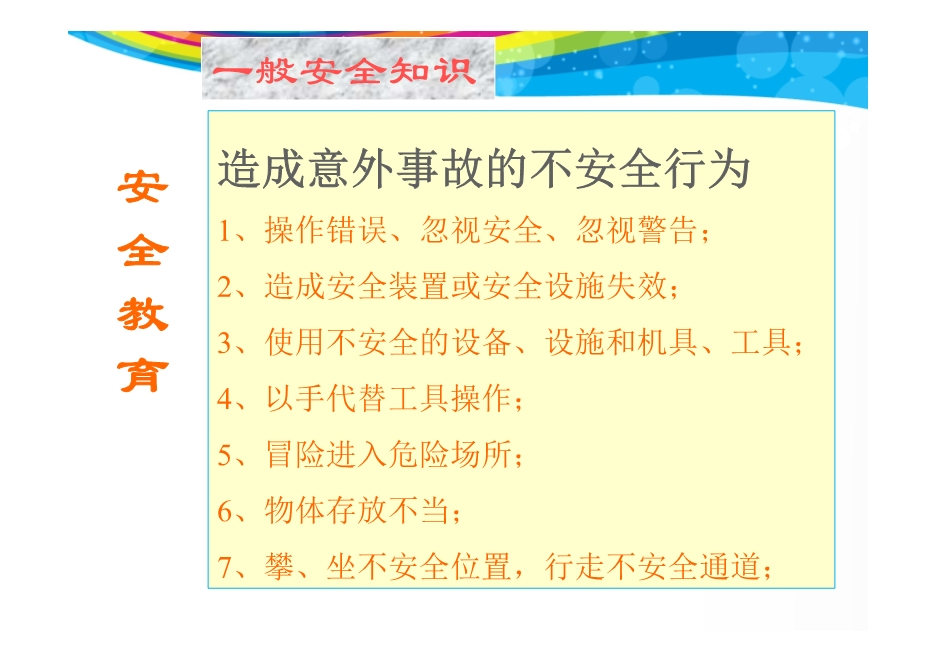 一般安全知识
安
全
教
育
造成意外事故的不安全行为
1、操作错误、忽视安全、忽视警告；
2、造成安全装置或安全设施失效；
3、使用不安全的设备、设施和机具、工具；
4、以手代替工具操作；
5、冒险进入危险场所；
6、物体存放不当；
7、攀、坐不安全位置，行走不安全通道；